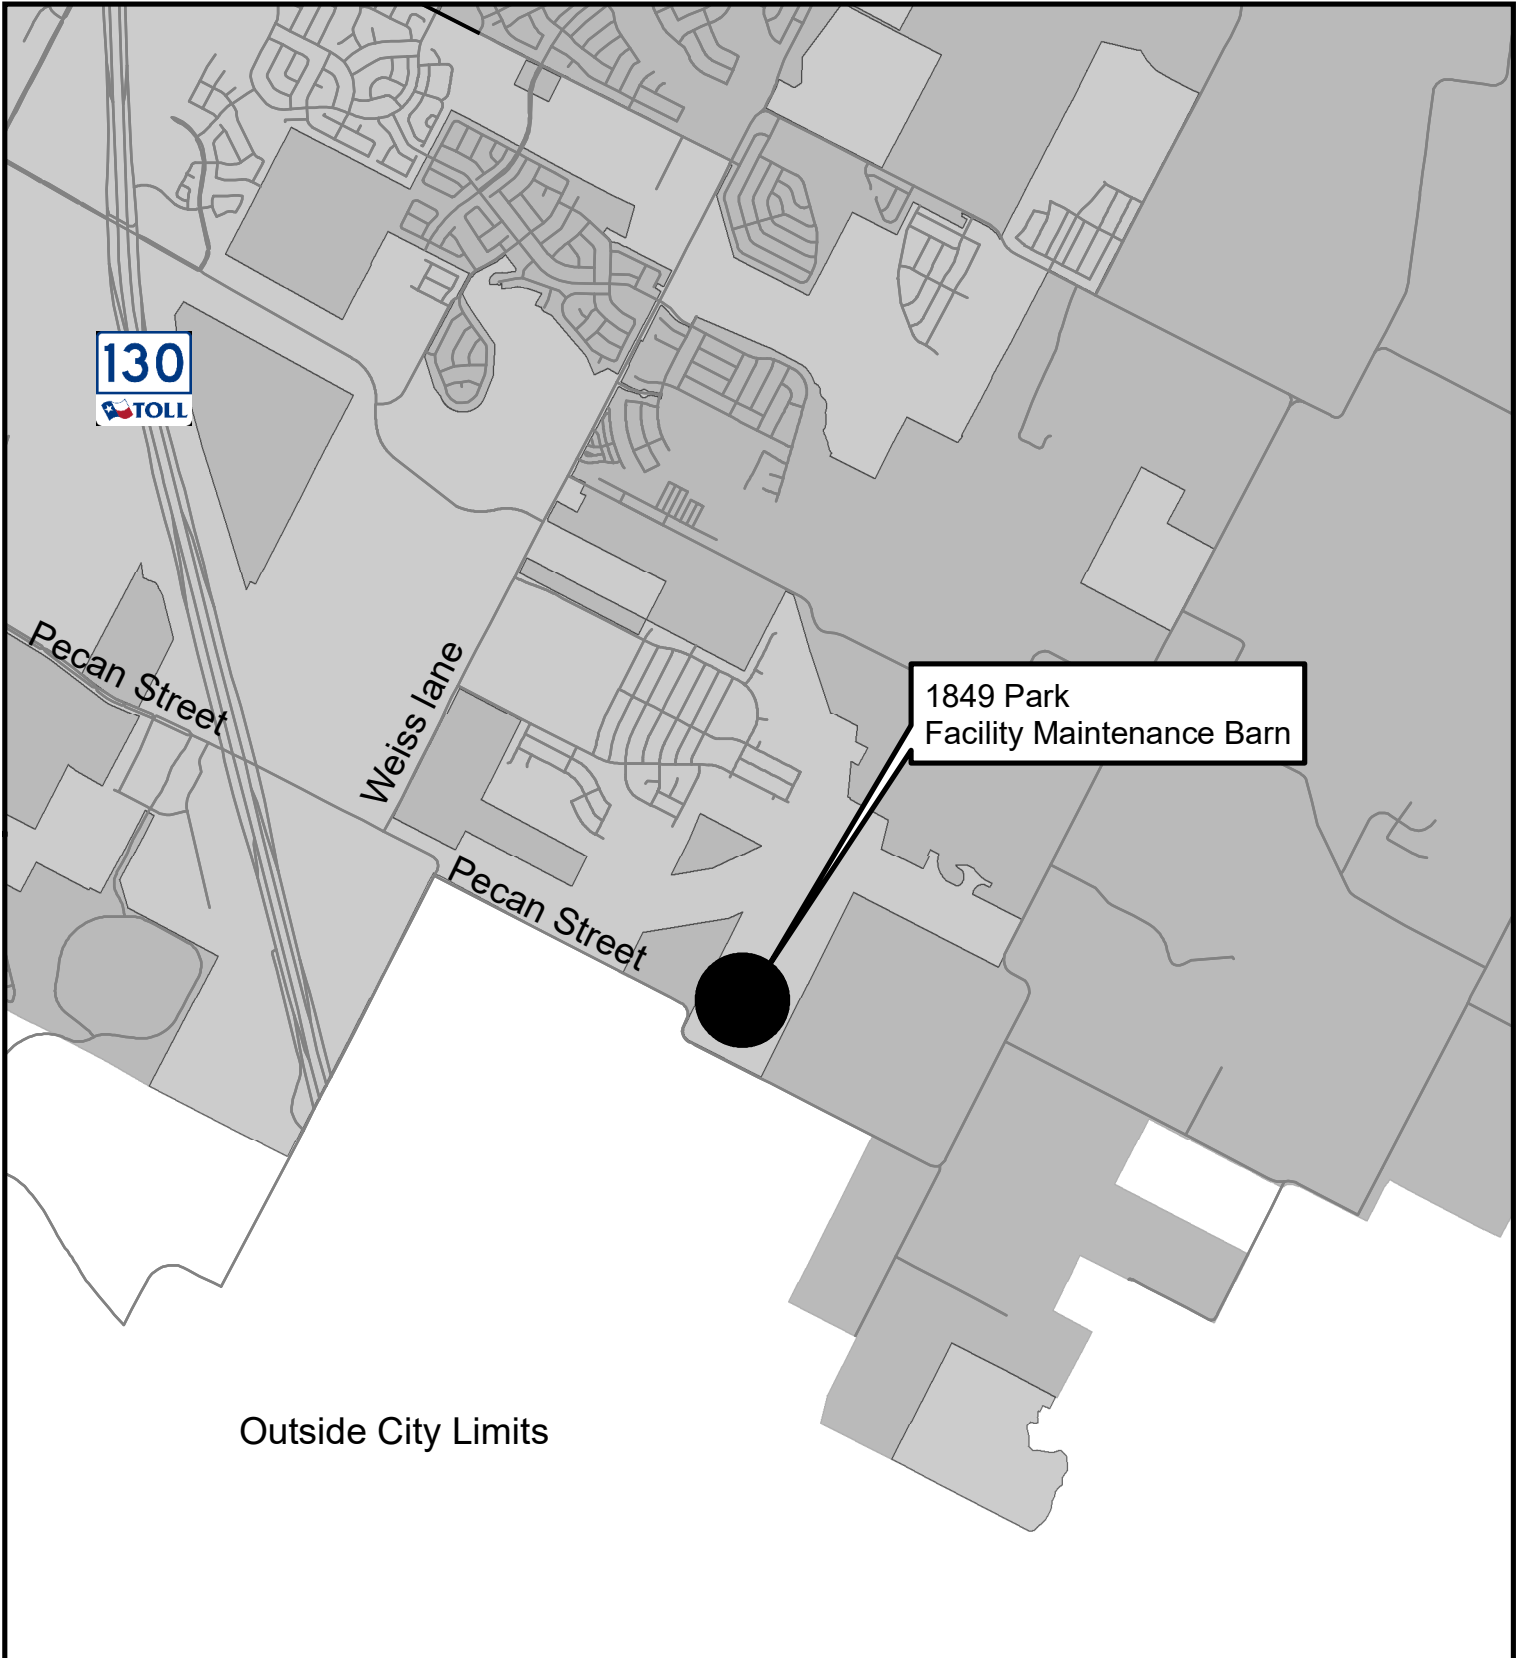 130
TOLL
Pecan Street
Weiss lane
1849 Park
Facility Maintenance Barn
Pecan Street
Outside City Limits